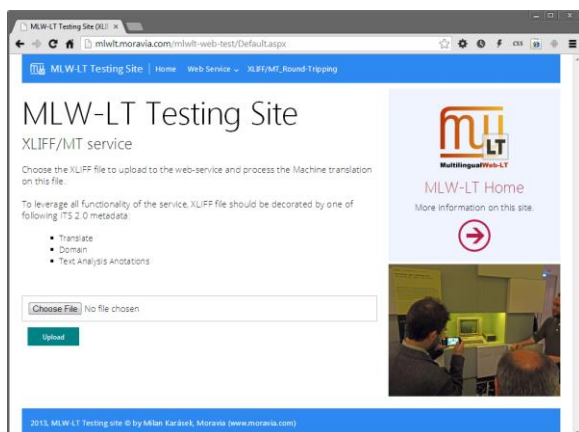 MLW-LT Testing Site (XLI
mlwlt.moravia.com/mlwlt-web-test/Default.aspx
MLW-LT Testing Site | Home Web Service XLIFF/MT_Round-Tripping
MLW-LT Testing Site
XLIFF/MT service
Choose the XLIFF file to upload to the web-service and process the Machine translation
on this file.
To leverage all functionality of the service, XLIFF file should be decorated by one of
following ITS 2.0 metadata:
Translate
Domain
Text Analysis Anotations
Choose File No file chosen
Upload
LT
MultilingualWeb-LT
MLW-LT Home
More information on this site.
2013, MLW-LT Testing site © by Milan Karásek, Moravia (www.moravia.com)